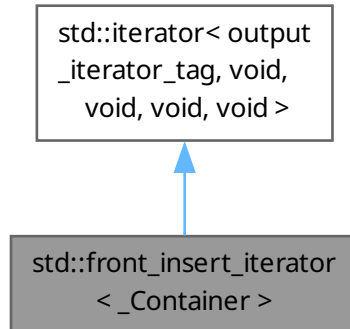 std::iterator< output
_iterator_tag, void,
void, void, void >
std::front_insert_iterator
< _Container >